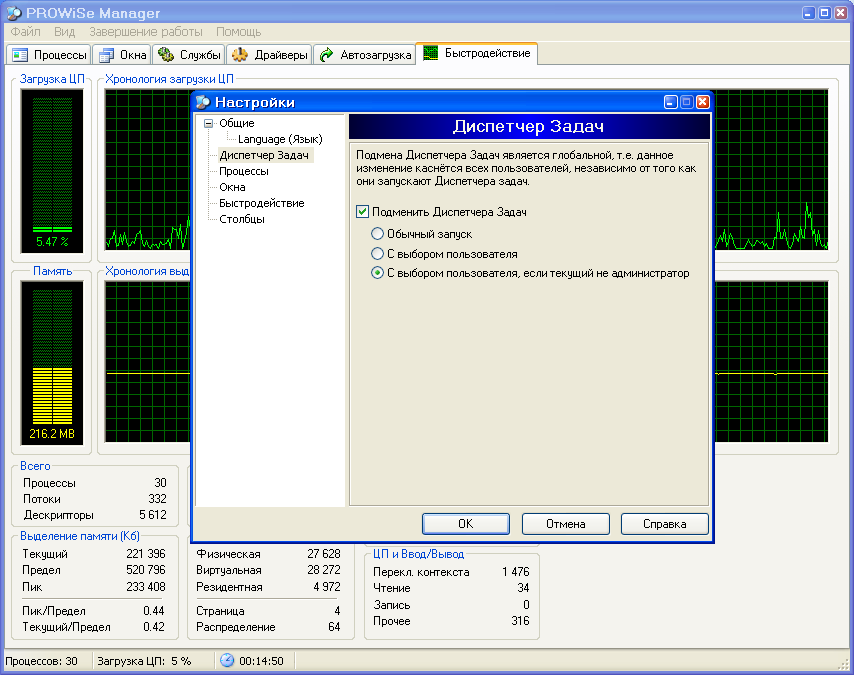 PROWiSe Manager
Файл Вид Завершение работы Помощь
Процессы Окна Службы Драйверы Автозагрузка Быстродействие
Загрузка ЦП
Хронология загрузки ЦП
5.47 %
Память
Хронология выд
216.2 MB
Настройки
Общие
Language (Язык)
Диспетчер Задач
Процессы
Окна
Быстродействие
Столбцы
Диспетчер Задач
Подмена Диспетчера Задач является глобальной, т.е. данное
изменение каснётся всех пользователей, независимо от того как
они запускают Диспетчера задач.
Подменить Диспетчера Задач
Обычный запуск
С выбором пользователя
С выбором пользователя, если текущий не администратор
OK Отмена Справка
Всего
Процессы 30
Потоки 332
Дескрипторы 5 612
Выделение памяти (Кб)
Текущий 221 396
Предел 520 796
Пик 233 408
Пик/Предел 0.44
Текущий/Предел 0.42
Физическая 27 628
Виртуальная 28 272
Резидентная 4 972
Страница 4
Распределение 64
ЦП и Ввод/Вывод
Перекл. контекста 1 476
Чтение 34
Запись 0
Прочее 316
Процессов: 30 Загрузка ЦП: 5 % 00:14:50